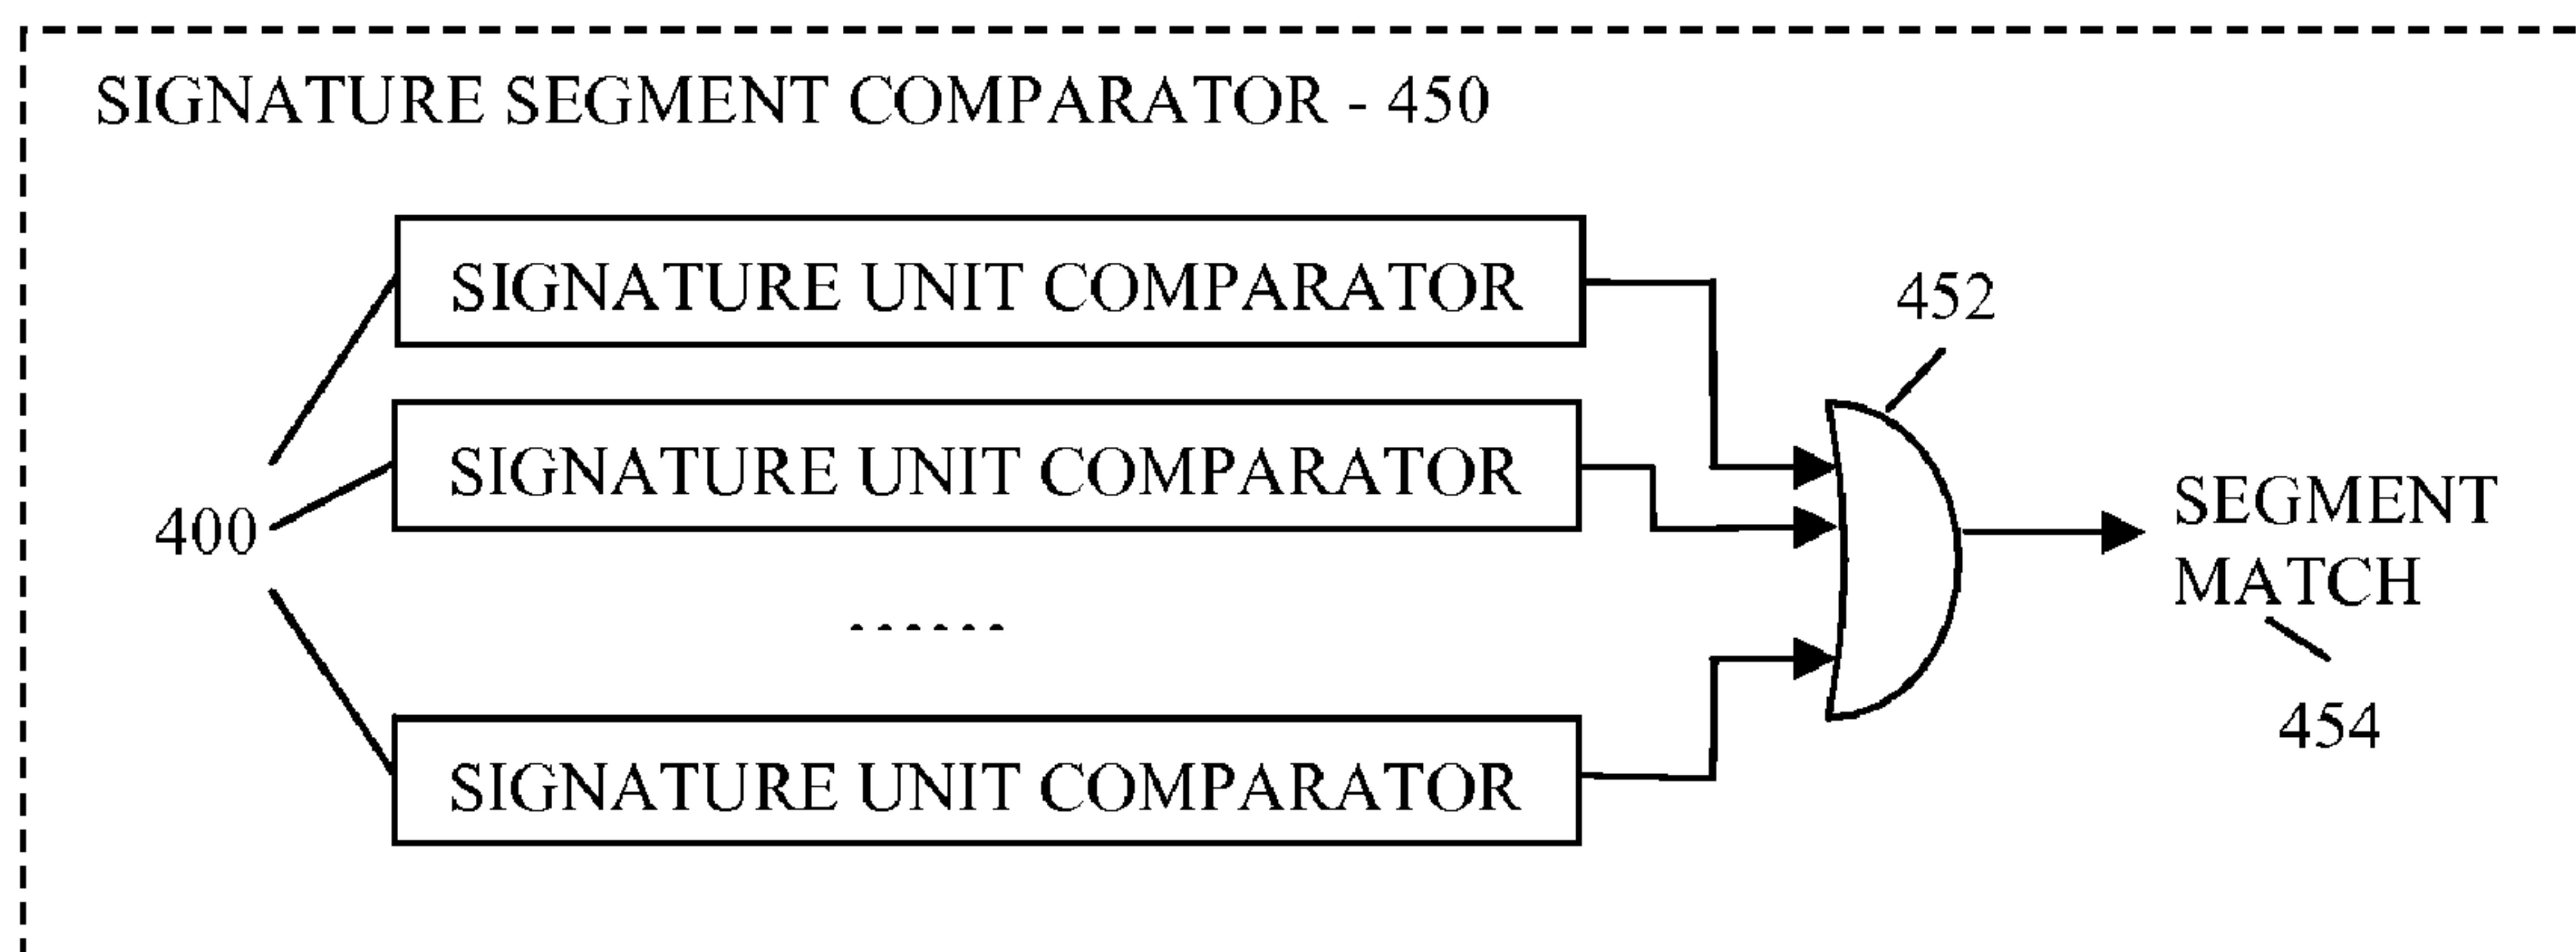 SIGNATURE SEGMENT COMPARATOR - 450
SIGNATURE UNIT COMPARATOR
452
SIGNATURE UNIT COMPARATOR
400
SEGMENT
MATCH
......
454
SIGNATURE UNIT COMPARATOR